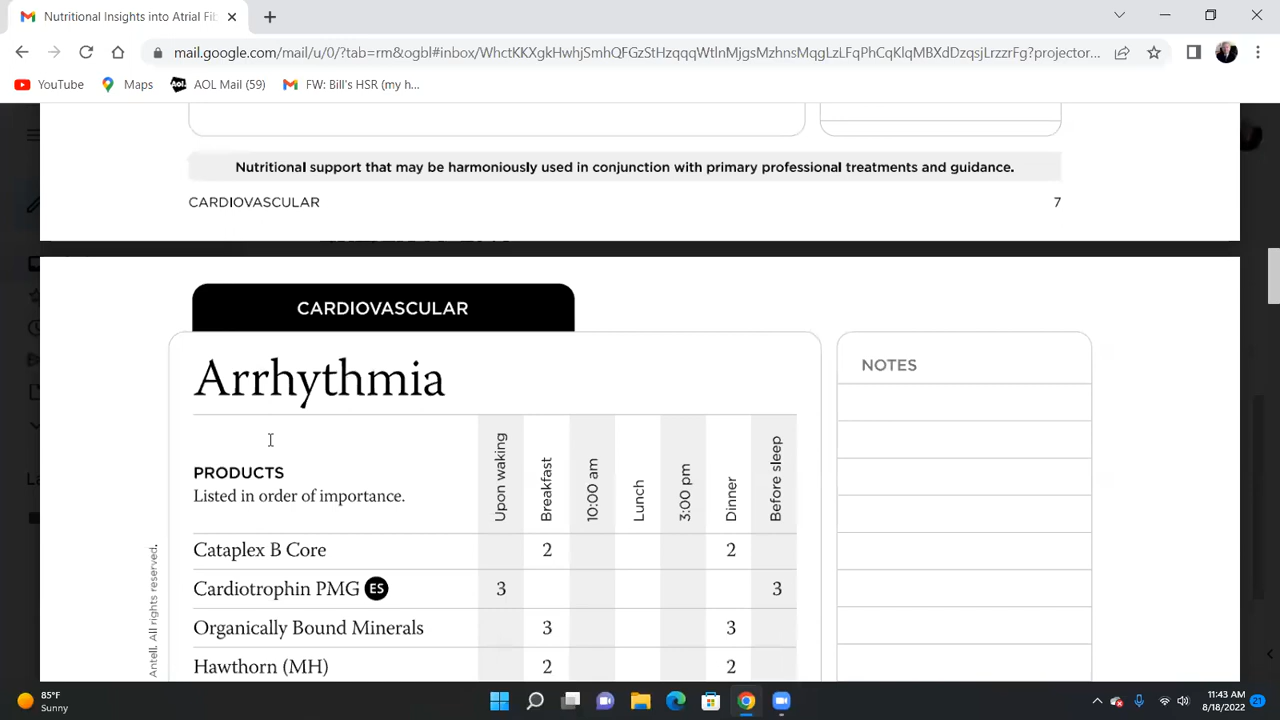 Nutritional Insights into Atrial Fib
mail.google.com/mail/u/0/?tab=rm&ogbl#inbox/WhctKKXgkHwhjSmhQFGzStHzqqqWtlnMjgsMzhnsMqgLzLFqPhCqKlqMBXdDzqsjLrzzrFg?projector...
YouTube Maps AOL Mail (59) FW: Bill's HSR (my h...
Nutritional support that may be harmoniously used in conjunction with primary professional treatments and guidance.
CARDIOVASCULAR 7
CARDIOVASCULAR
Arrhythmia
NOTES
PRODUCTS
Listed in order of importance.
Upon waking
Breakfast
10:00 am
Lunch
3:00 pm
Dinner
Before sleep
Cataplex B Core 2 2
Cardiotrophin PMG ES 3 3
Organically Bound Minerals 3 3
Hawthorn (MH) 2 2
Antell. All rights reserved.
85°F
Sunny
11:43 AM
8/18/2022
21